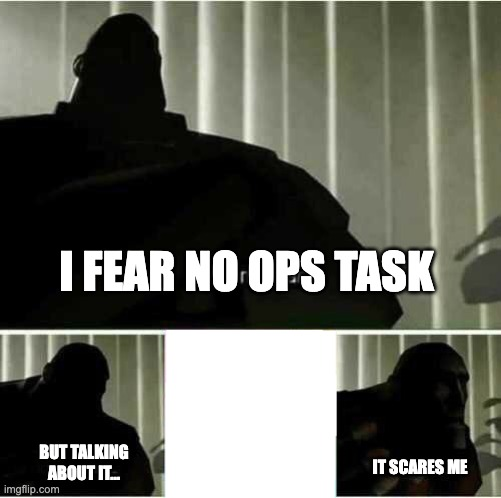 I FEAR NO OPS TASK
BUT TALKING
ABOUT IT...
IT SCARES ME
imgflip.com